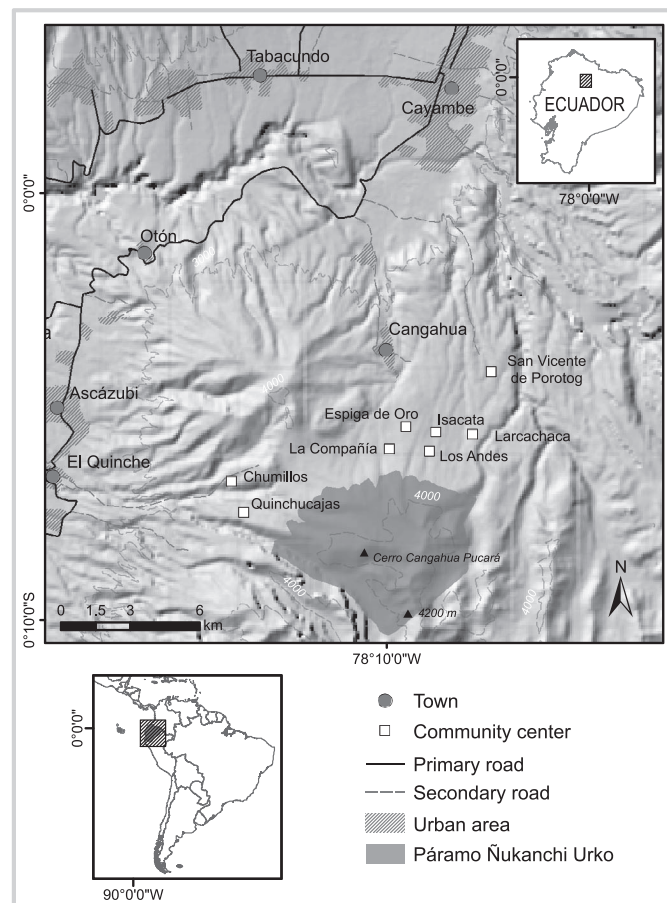 Tabacundo
Cayambe
0°0'0"
ECUADOR
78°0'0"W
0°0'0"
Otón
a
Cangahua
San Vicente
de Porotog
4000
4000
Ascázubi
Espiga de Oro
Isacata
Larcachaca
La Compañía
Los Andes
El Quinche
Chumillos
4000
Quinchucajas
Cerro Cangahua Pucará
N
4000
4000
4200 m
0 1.5 3 6
km
0°10'0"S
78°10'0"W
0°0'0"
90°0'0"W
Town
Community center
Primary road
Secondary road
Urban area
Páramo Ñukanchi Urko